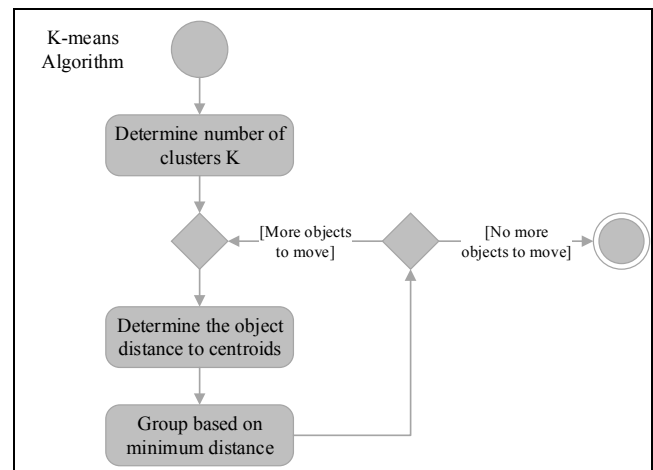 K-means
Algorithm
Determine number of
clusters K
[More objects
to move]
[No more
objects to move]
Determine the object
distance to centroids
Group based on
minimum distance